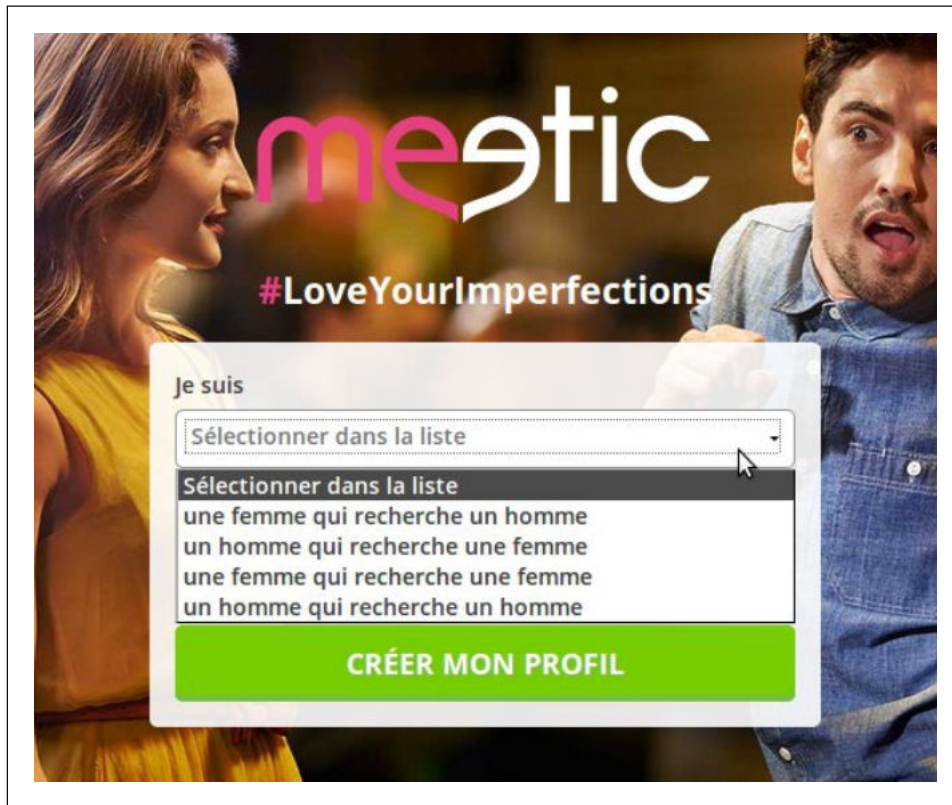 meetic
#LoveYourImperfections
Je suis
Sélectionner dans la liste
Sélectionner dans la liste
une femme qui recherche un homme
un homme qui recherche une femme
une femme qui recherche une femme
un homme qui recherche un homme
CRÉER MON PROFIL